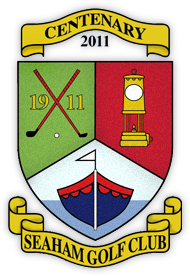 CENTENARY
2011
19 11
SEAHAM GOLF CLUB